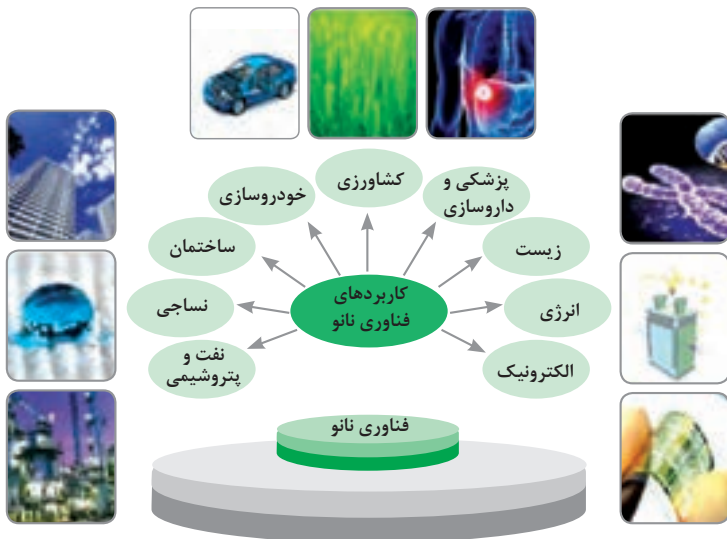 پزشکی و
داروسازی
کشاورزی
خودروسازی
زیست
ساختمان
انرژی
کاربردهای
فناوری نانو
نساجی
الکترونیک
نفت و
پتروشیمی
فناوری نانو